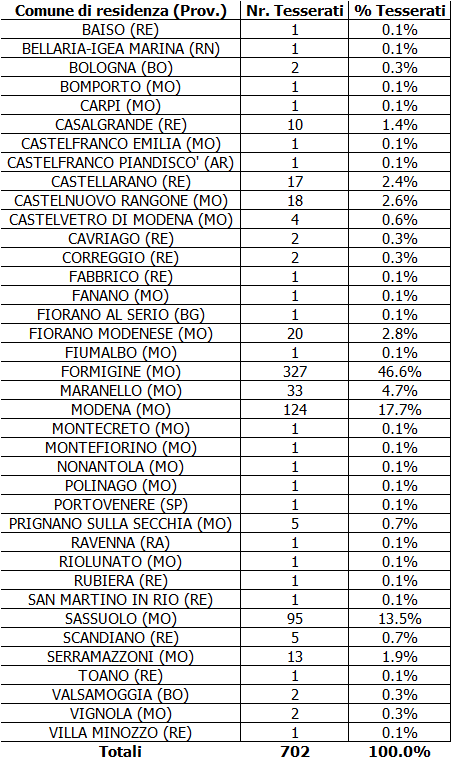 Comune di residenza (Prov.) Nr. Tesserati % Tesserati
BAISO (RE) 1 0.1%
BELLARIA-IGEA MARINA (RN) 1 0.1%
BOLOGNA (BO) 2 0.3%
BOMPORTO (MO) 1 0.1%
CARPI (MO) 1 0.1%
CASALGRANDE (RE) 10 1.4%
CASTELFRANCO EMILIA (MO) 1 0.1%
CASTELFRANCO PIANDISCO' (AR) 1 0.1%
CASTELLARANO (RE) 17 2.4%
CASTELNUOVO RANGONE (MO) 18 2.6%
CASTELVETRO DI MODENA (MO) 4 0.6%
CAVRIAGO (RE) 2 0.3%
CORREGGIO (RE) 2 0.3%
FABBRICO (RE) 1 0.1%
FANANO (MO) 1 0.1%
FIORANO AL SERIO (BG) 1 0.1%
FIORANO MODENESE (MO) 20 2.8%
FIUMALBO (MO) 1 0.1%
FORMIGINE (MO) 327 46.6%
MARANELLO (MO) 33 4.7%
MODENA (MO) 124 17.7%
MONTECRETO (MO) 1 0.1%
MONTEFIORINO (MO) 1 0.1%
NONANTOLA (MO) 1 0.1%
POLINAGO (MO) 1 0.1%
PORTOVENERE (SP) 1 0.1%
PRIGNANO SULLA SECCHIA (MO) 5 0.7%
RAVENNA (RA) 1 0.1%
RIOLUNATO (MO) 1 0.1%
RUBIERA (RE) 1 0.1%
SAN MARTINO IN RIO (RE) 1 0.1%
SASSUOLO (MO) 95 13.5%
SCANDIANO (RE) 5 0.7%
SERRAMAZZONI (MO) 13 1.9%
TOANO (RE) 1 0.1%
VALSAMOGGIA (BO) 2 0.3%
VIGNOLA (MO) 2 0.3%
VILLA MINOZZO (RE) 1 0.1%
Totali 702 100.0%